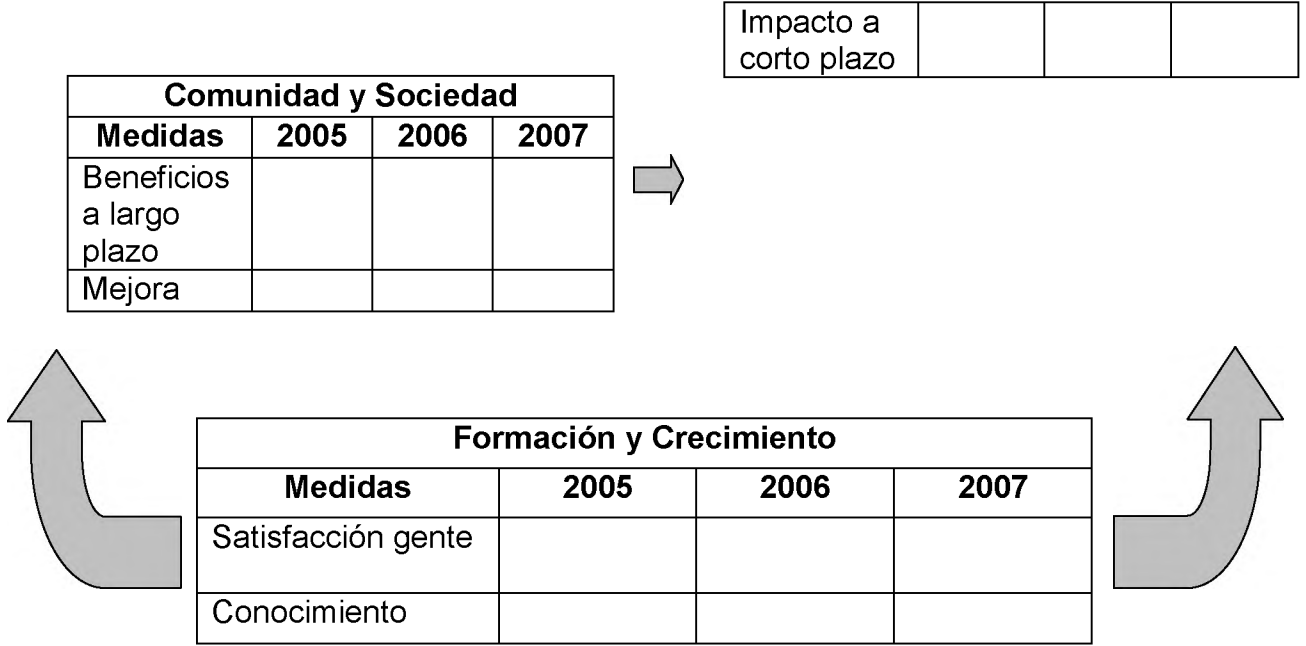 Impacto a
corto plazo
Comunidad y Sociedad
Medidas 2005 2006 2007
Beneficios
a largo
plazo
Mejora
Formación y Crecimiento
Medidas 2005 2006 2007
Satisfacción gente
Conocimiento